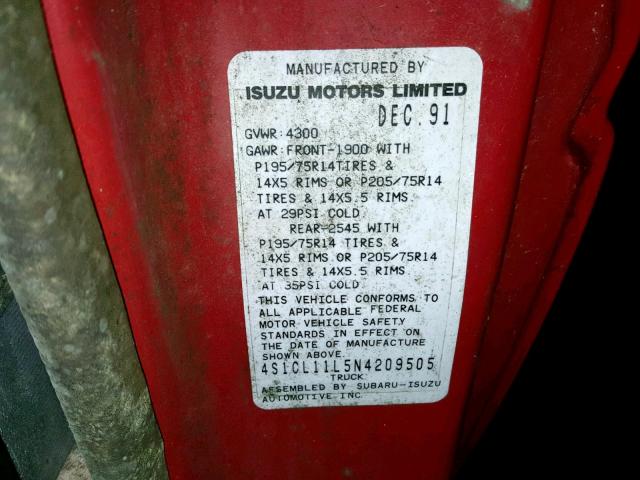 MANUFACTURED BY
ISUZU MOTORS LIMITED
DEC.91
GVWR:4300
GAWR:FRONT-1900 WITH
P195/75R14TIRES &
14X5 RIMS OR P205/75R14
TIRES & 14X5.5 RIMS
AT 29PSI COLD
REAR-2545 WITH
P195/75R14 TIRES &
14X5 RIMS OR P205/75R14
TIRES & 14X5.5 RIMS
AT 35PSI COLD
THIS VEHICLE CONFORMS TO
ALL APPLICABLE FEDERAL
MOTOR VEHICLE SAFETY
STANDARDS IN EFFECT ON
THE DATE OF MANUFACTURE
SHOWN ABOVE.
4S1CL11L5N4209505
TRUCK
ASSEMBLED BY SUBARU-ISUZU
AUTOMOTIVE INC.